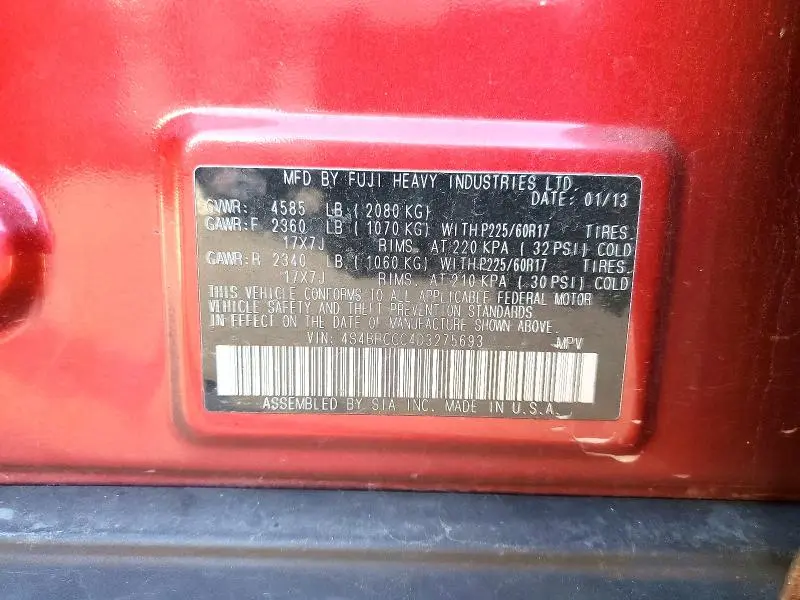 MFD BY FUJI HEAVY INDUSTRIES LTD.
DATE: 01/13
GVWR: 4585 LB ( 2080 KG)
GAWR:F 2360 LB ( 1070 KG) WITH P225/60R17 TIRES.
17X7J RIMS. AT 220 KPA ( 32 PSI) COLD
GAWR:R 2340 LB ( 1060 KG) WITH P225/60R17 TIRES.
17X7J RIMS. AT 210 KPA ( 30 PSI) COLD
THIS VEHICLE CONFORMS TO ALL APPLICABLE FEDERAL MOTOR
VEHICLE SAFETY AND THEFT PREVENTION STANDARDS
IN EFFECT ON THE DATE OF MANUFACTURE SHOWN ABOVE.
VIN: 4S4BRCCC4D3275693 MPV
ASSEMBLED BY SIA INC. MADE IN U.S.A.